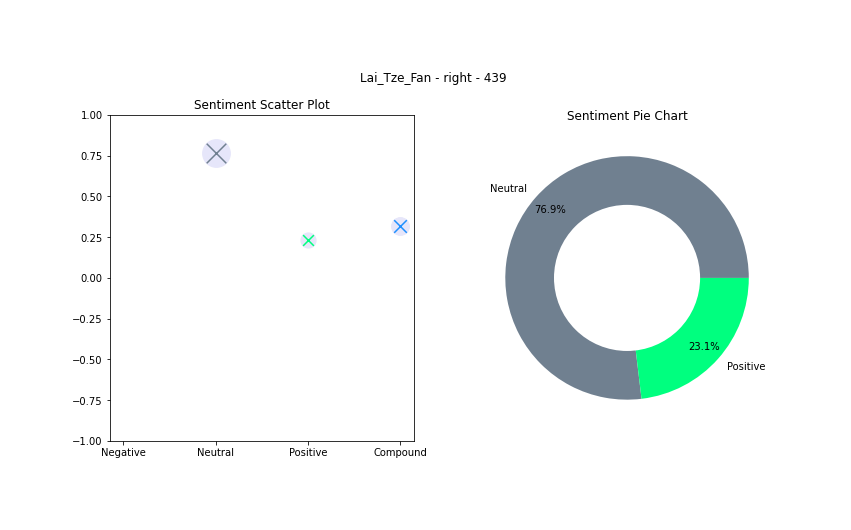 Lai_Tze_Fan - right - 439
Sentiment Scatter Plot
1.00
0.75
0.50
0.25
0.00
−0.25
−0.50
−0.75
−1.00
Negative
Neutral
Positive
Compound
Sentiment Pie Chart
Neutral
76.9%
23.1%
Positive